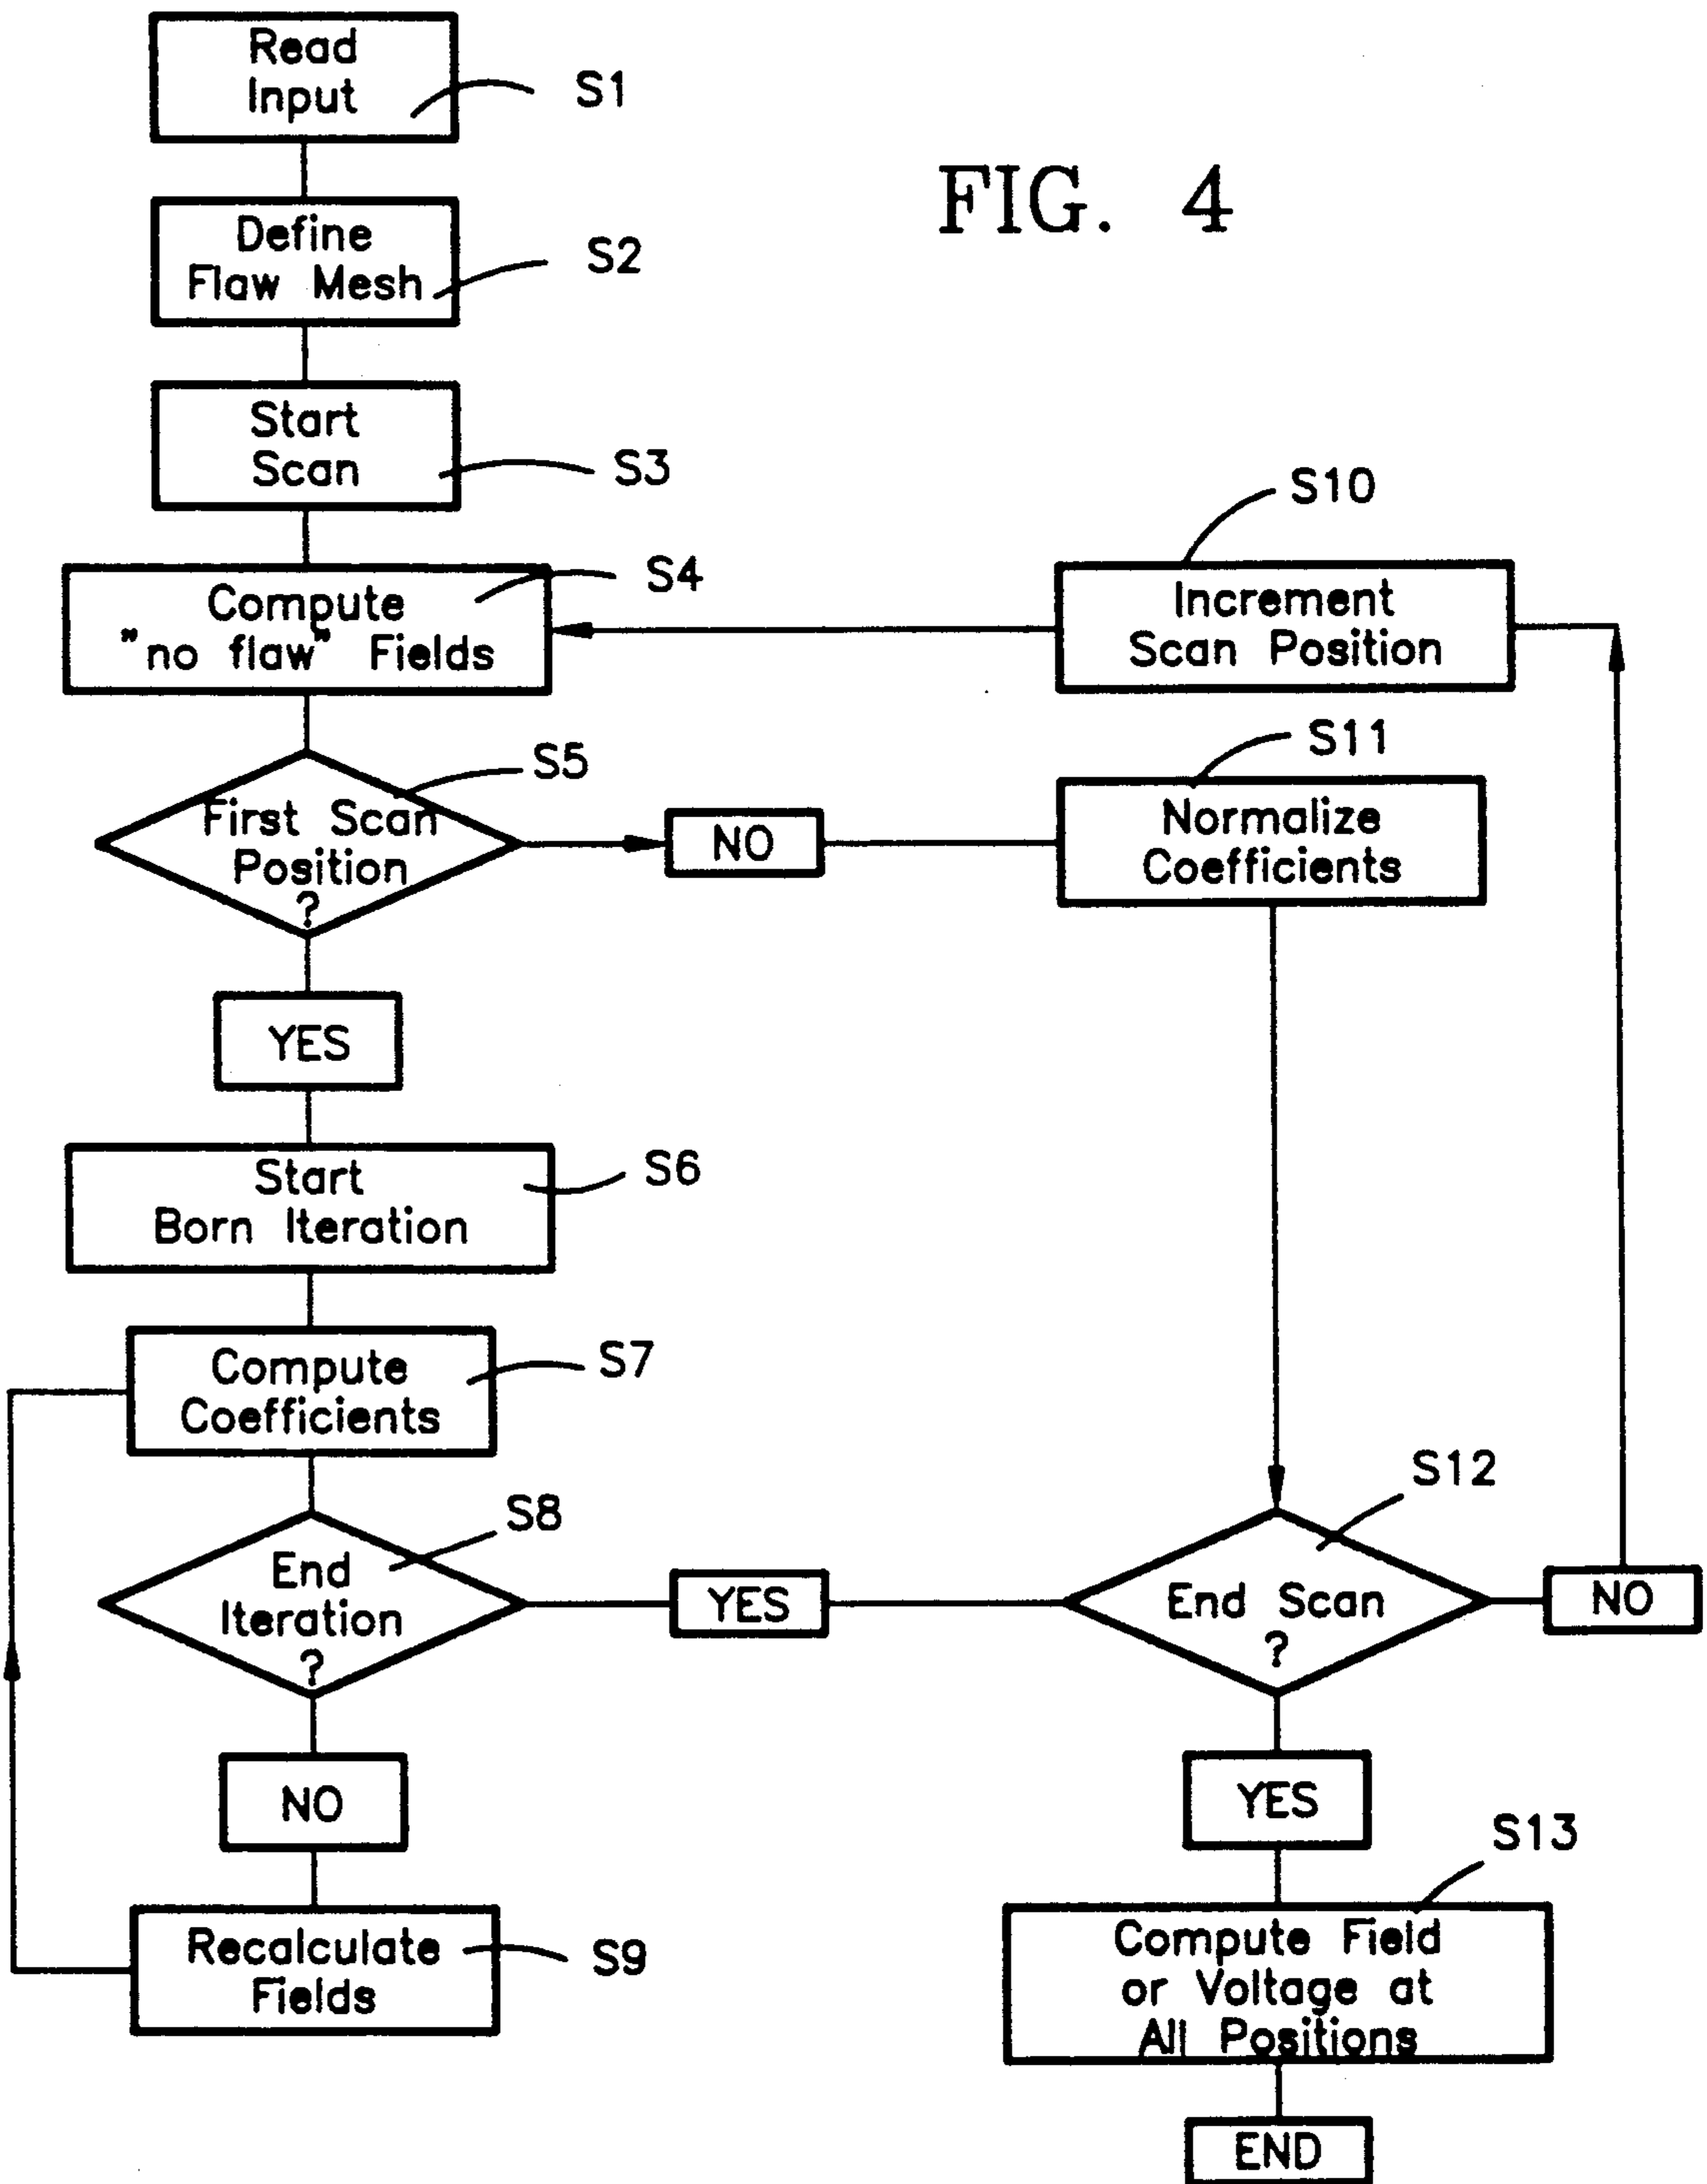 Read
Input
S1
FIG. 4
Define
Flaw Mesh
S2
Start
Scan
S3
S10
Compute
"no flaw" Fields
S4
Increment
Scan Position
S5
S11
First Scan
Position
?
NO
Normalize
Coefficients
YES
Start
Born Iteration
S6
Compute
Coefficients
S7
S8
S12
End
Iteration
?
YES
End Scan
?
NO
NO
YES
S13
Recalculate
Fields
S9
Compute Field
or Voltage at
All Positions
END